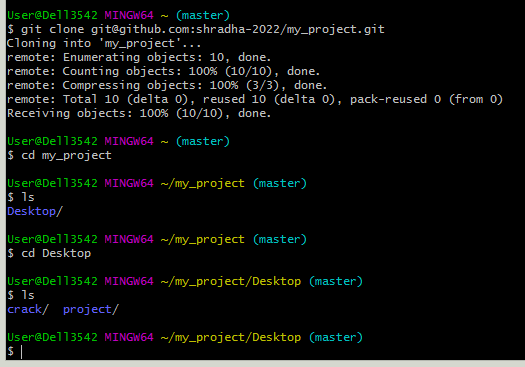 User@Dell3542 MINGW64 ~ (master)
$ git clone git@github.com:shradha-2022/my_project.git
Cloning into 'my_project'...
remote: Enumerating objects: 10, done.
remote: Counting objects: 100% (10/10), done.
remote: Compressing objects: 100% (3/3), done.
remote: Total 10 (delta 0), reused 10 (delta 0), pack-reused 0 (from 0)
Receiving objects: 100% (10/10), done.
User@Dell3542 MINGW64 ~ (master)
$ cd my_project
User@Dell3542 MINGW64 ~/my_project (master)
$ ls
Desktop/
User@Dell3542 MINGW64 ~/my_project (master)
$ cd Desktop
User@Dell3542 MINGW64 ~/my_project/Desktop (master)
$ ls
crack/  project/
User@Dell3542 MINGW64 ~/my_project/Desktop (master)
$